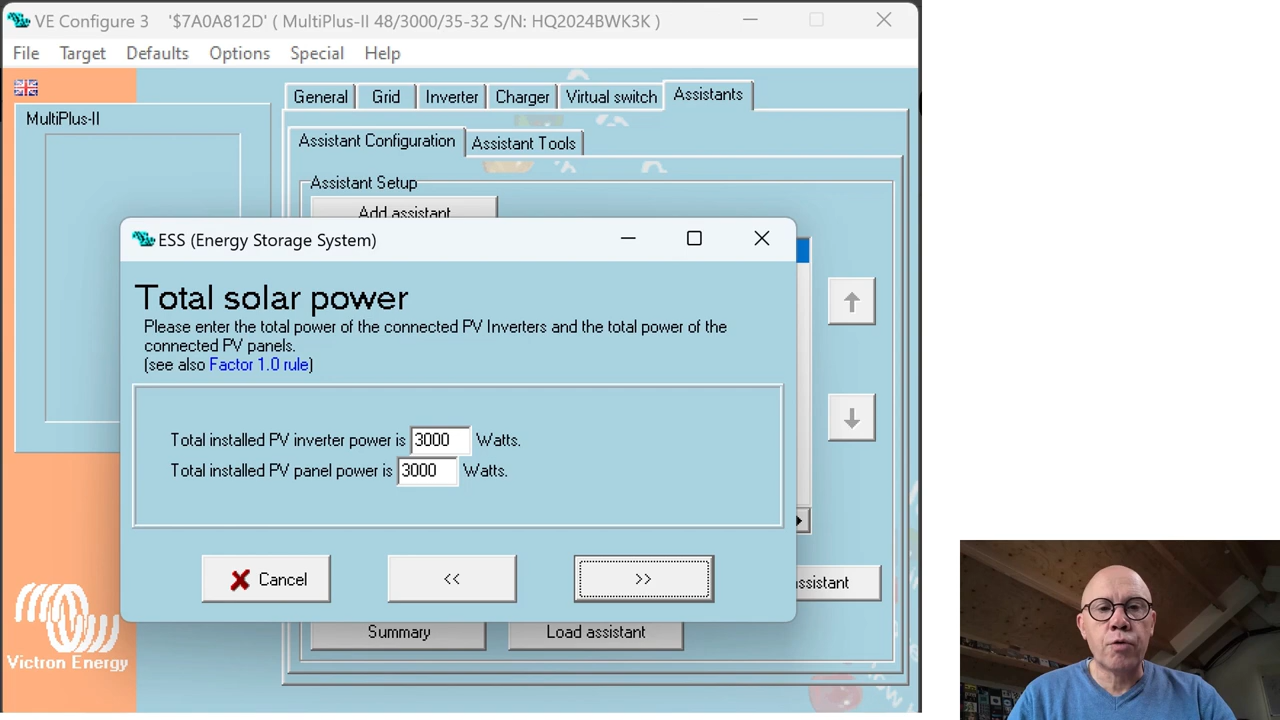 VE Configure 3 '$7A0A812D' ( MultiPlus-II 48/3000/35-32 S/N: HQ2024BWK3K )
File Target Defaults Options Special Help
MultiPlus-II
General Grid Inverter Charger Virtual switch Assistants
Assistant Configuration Assistant Tools
Assistant Setup
Add assistant
ESS (Energy Storage System)
Total solar power
Please enter the total power of the connected PV Inverters and the total power of the
connected PV panels.
(see also Factor 1.0 rule)
Total installed PV inverter power is 3000 Watts.
Total installed PV panel power is 3000 Watts.
Cancel << >>
ssistant
Summary Load assistant
Victron Energy